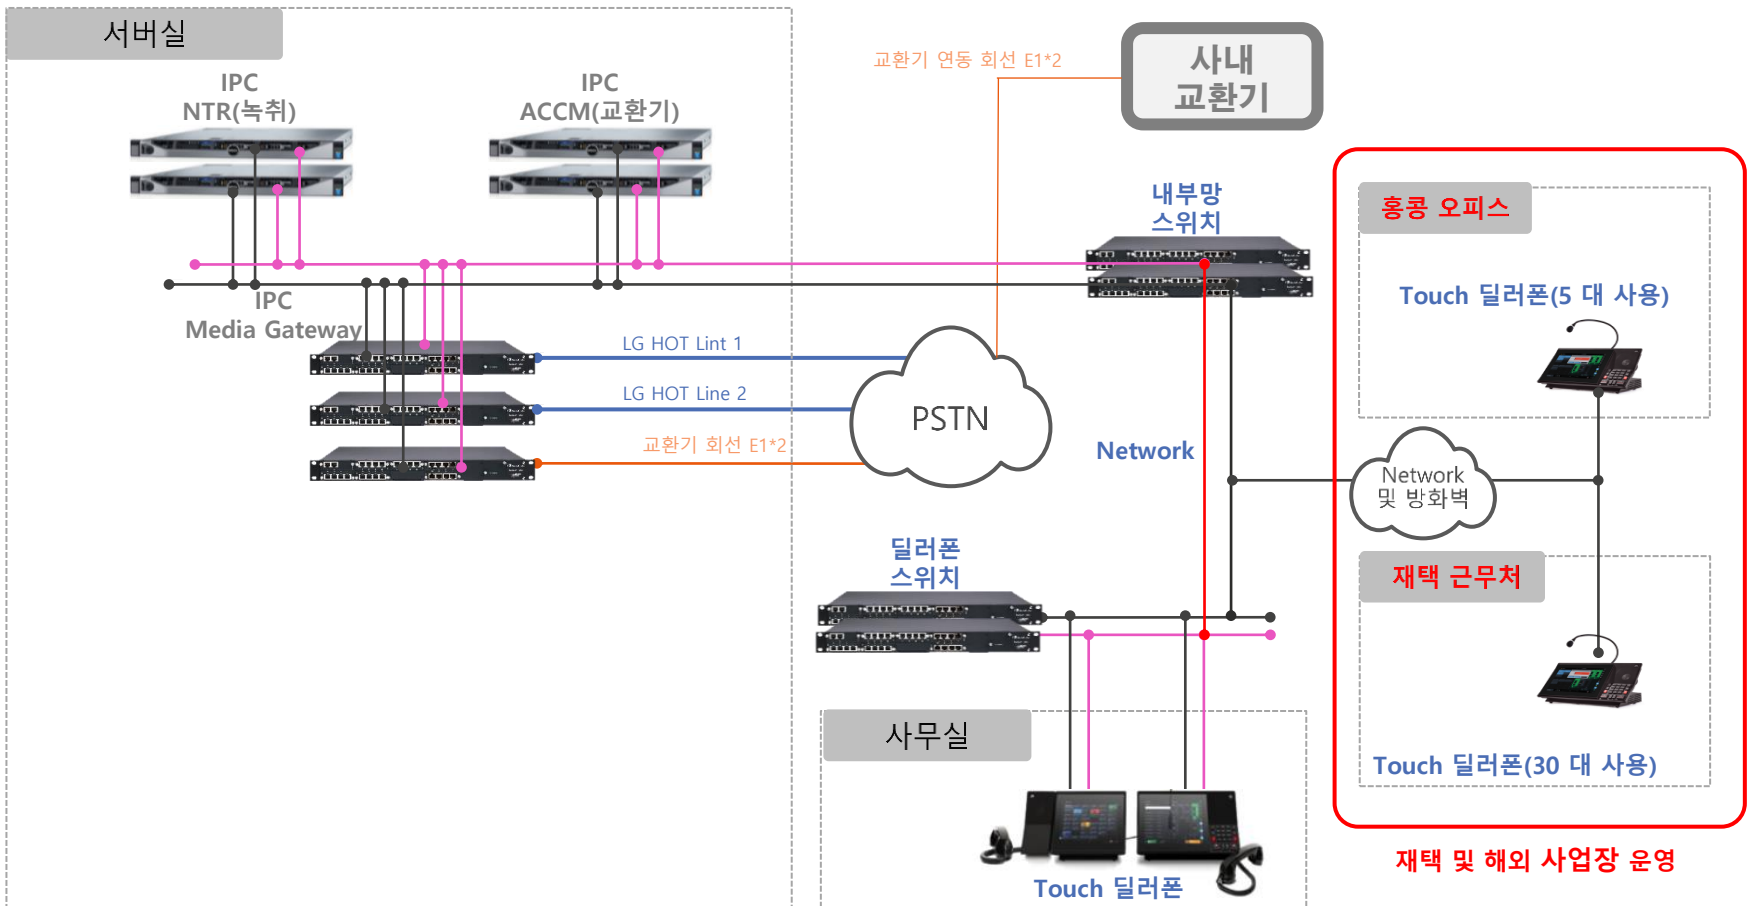 서버실
IPC
NTR(녹취)
IPC
ACCM(교환기)
교환기 연동 회선 E1*2
사내
교환기
내부망
스위치
홍콩 오피스
Touch 딜러폰(5 대 사용)
IPC
Media Gateway
LG HOT Lint 1
LG HOT Line 2
교환기 회선 E1*2
PSTN
Network
Network
및 방화벽
딜러폰
스위치
재택 근무처
Touch 딜러폰(30 대 사용)
사무실
Touch 딜러폰
재택 및 해외 사업장 운영